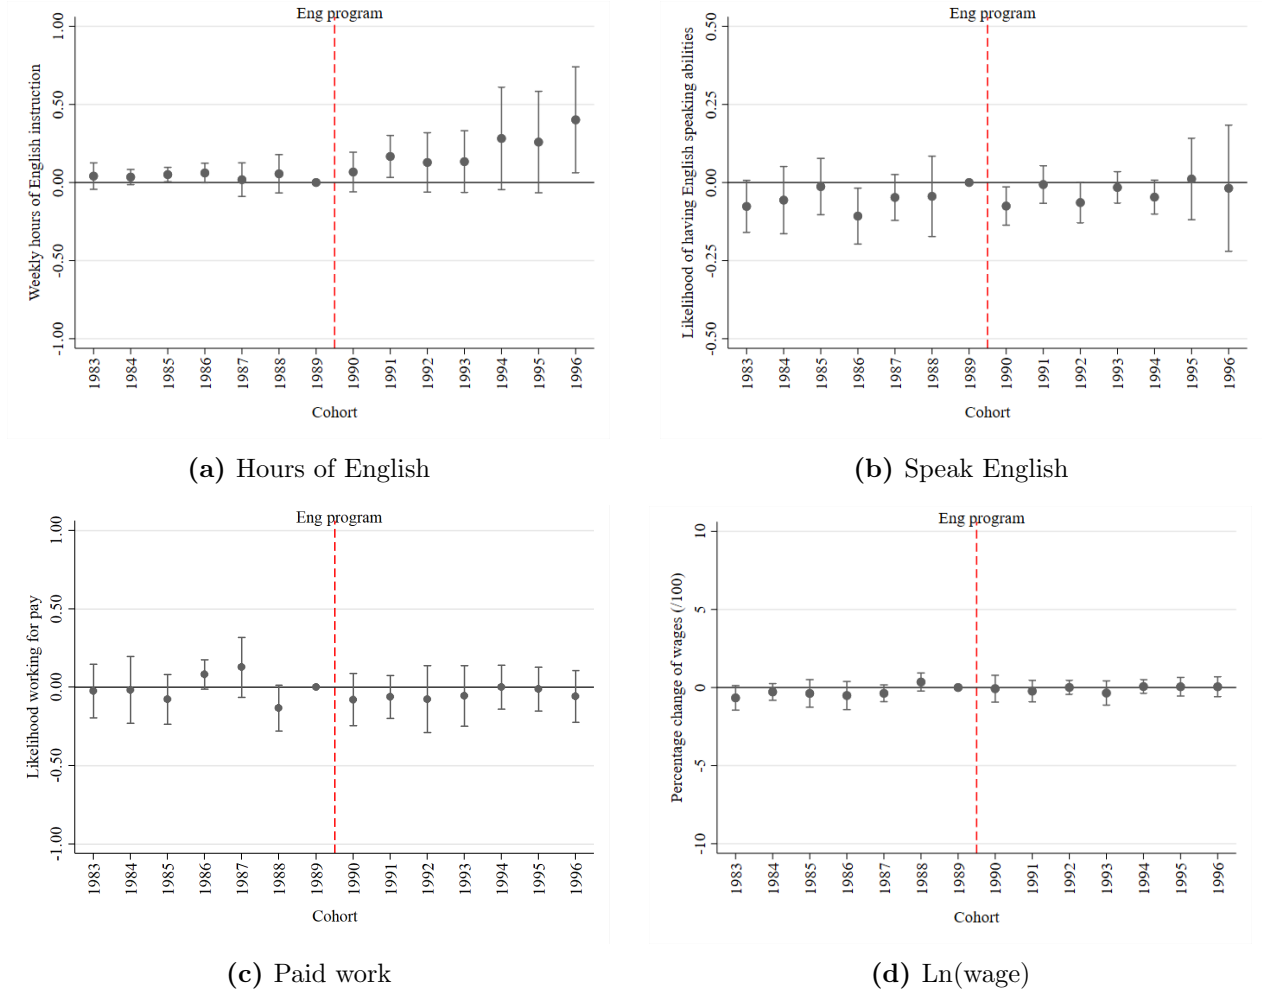 Eng program
Weekly hours of English instruction
1.00
0.50
0.00
-0.50
-1.00
1983 1984 1985 1986 1987 1988 1989 1990 1991 1992 1993 1994 1995 1996
Cohort
(a) Hours of English
Eng program
Likelihood of having English speaking abilities
0.50
0.25
0.00
-0.25
-0.50
1983 1984 1985 1986 1987 1988 1989 1990 1991 1992 1993 1994 1995 1996
Cohort
(b) Speak English
Eng program
Likelihood working for pay
1.00
0.50
0.00
-0.50
-1.00
1983 1984 1985 1986 1987 1988 1989 1990 1991 1992 1993 1994 1995 1996
Cohort
(c) Paid work
Eng program
Percentage change of wages (/100)
10
5
0
-5
-10
1983 1984 1985 1986 1987 1988 1989 1990 1991 1992 1993 1994 1995 1996
Cohort
(d) Ln(wage)